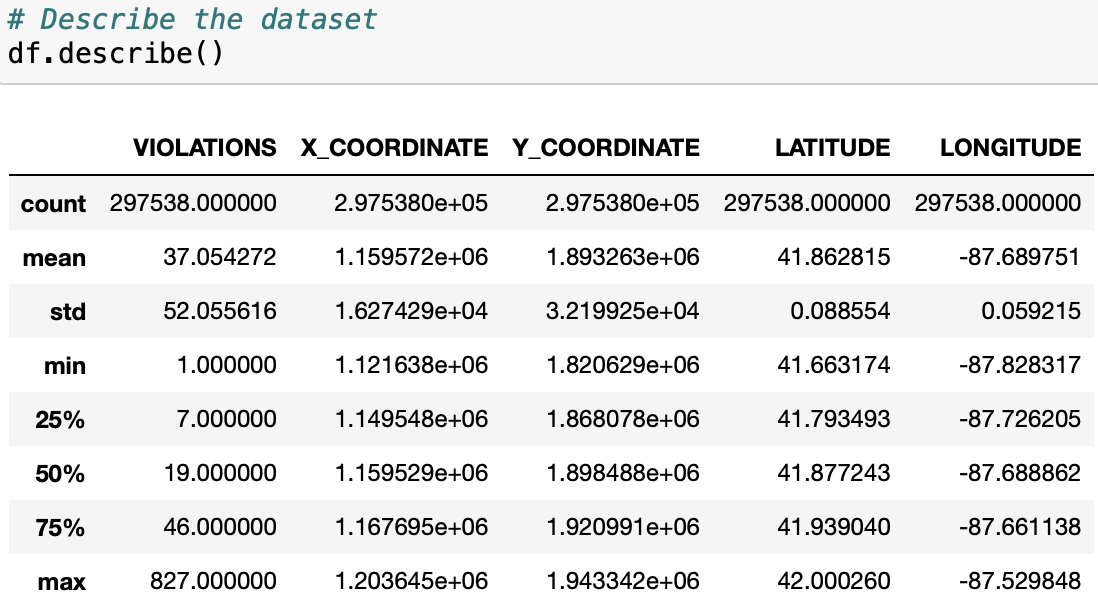 # Describe the dataset
df.describe()
VIOLATIONS X_COORDINATE Y_COORDINATE LATITUDE LONGITUDE
count 297538.000000 2.975380e+05 2.975380e+05 297538.000000 297538.000000
mean 37.054272 1.159572e+06 1.893263e+06 41.862815 -87.689751
std 52.055616 1.627429e+04 3.219925e+04 0.088554 0.059215
min 1.000000 1.121638e+06 1.820629e+06 41.663174 -87.828317
25% 7.000000 1.149548e+06 1.868078e+06 41.793493 -87.726205
50% 19.000000 1.159529e+06 1.898488e+06 41.877243 -87.688862
75% 46.000000 1.167695e+06 1.920991e+06 41.939040 -87.661138
max 827.000000 1.203645e+06 1.943342e+06 42.000260 -87.529848